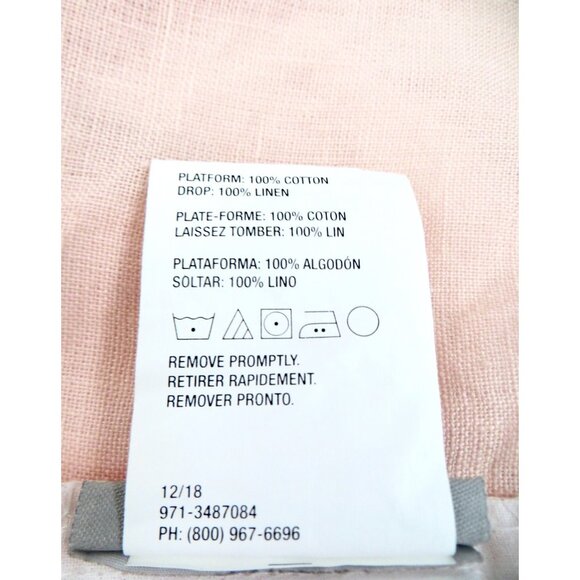 PLATFORM: 100% COTTON
DROP: 100% LINEN
PLATE-FORME: 100% COTON
LAISSEZ TOMBER: 100% LIN
PLATAFORMA: 100% ALGODÓN
SOLTAR: 100% LINO
REMOVE PROMPTLY.
RETIRER RAPIDEMENT.
REMOVER PRONTO.
12/18
971-3487084
PH: (800) 967-6696